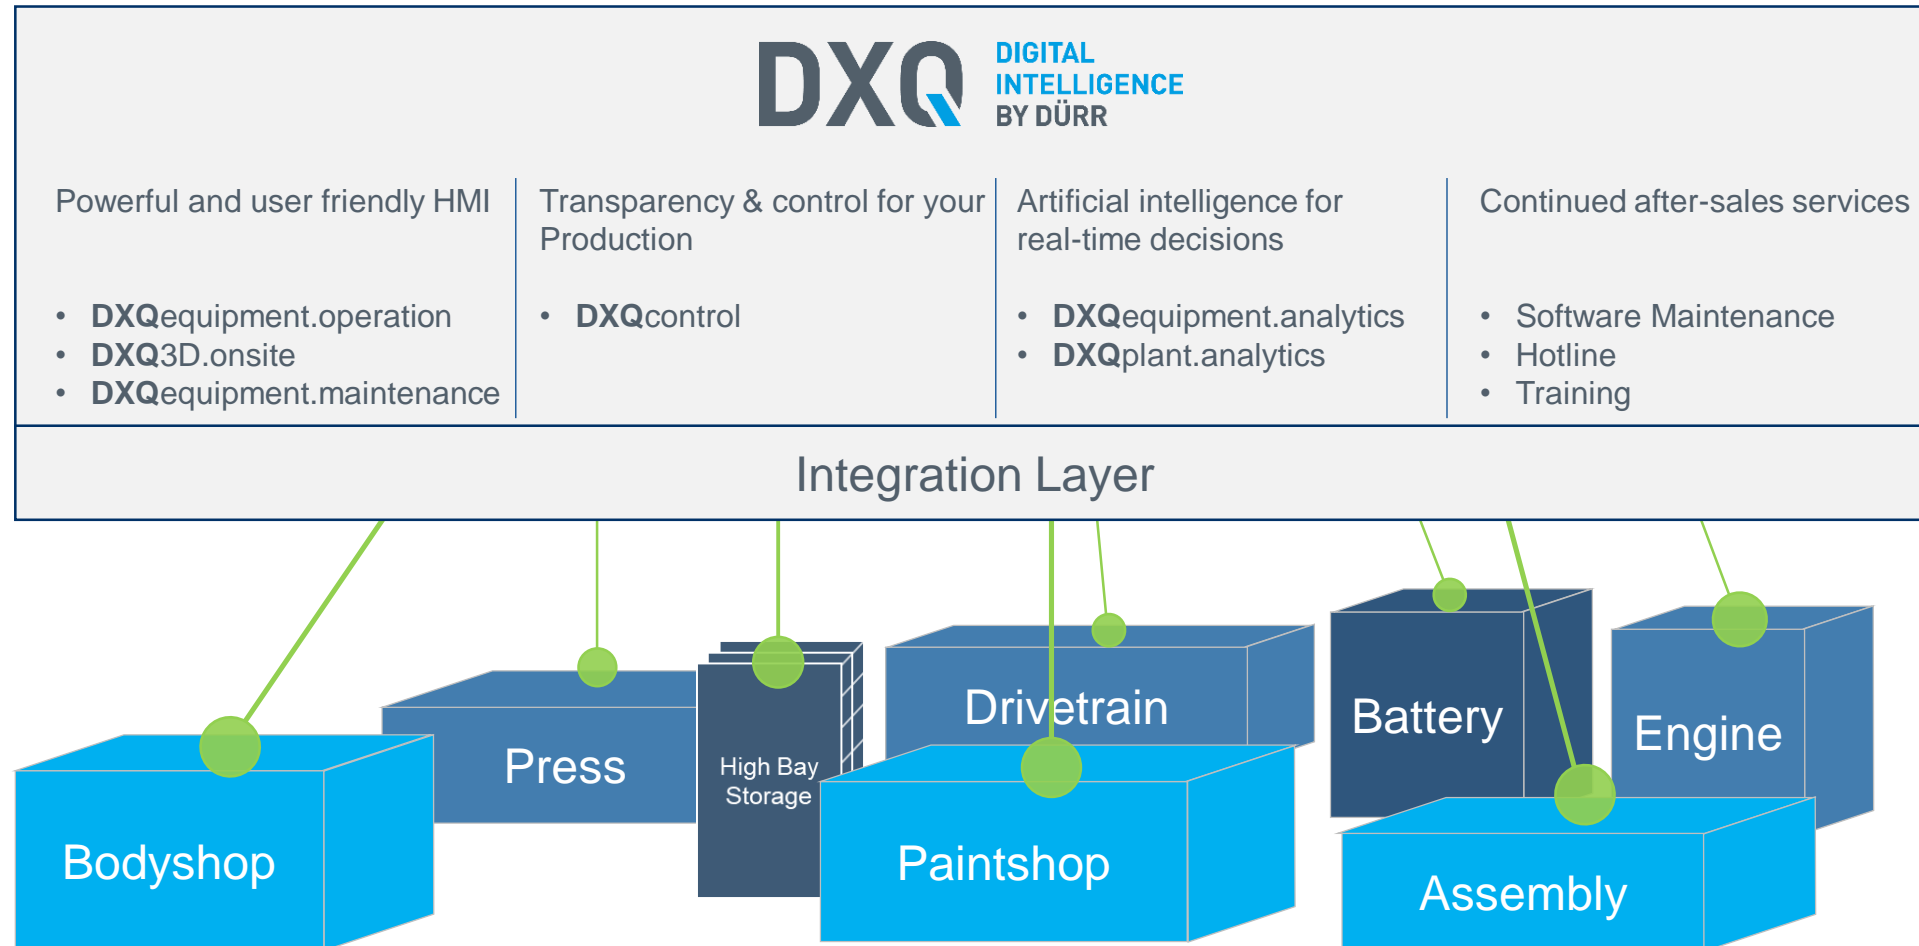 DXQ
DIGITAL
INTELLIGENCE
BY DÜRR
Powerful and user friendly HMI
• DXQequipment.operation
• DXQ3D.onsite
• DXQequipment.maintenance
Transparency & control for your
Production
• DXQcontrol
Artificial intelligence for
real-time decisions
• DXQequipment.analytics
• DXQplant.analytics
Continued after-sales services
• Software Maintenance
• Hotline
• Training
Integration Layer
Bodyshop
Press
High Bay
Storage
Drivetrain
Paintshop
Battery
Assembly
Engine